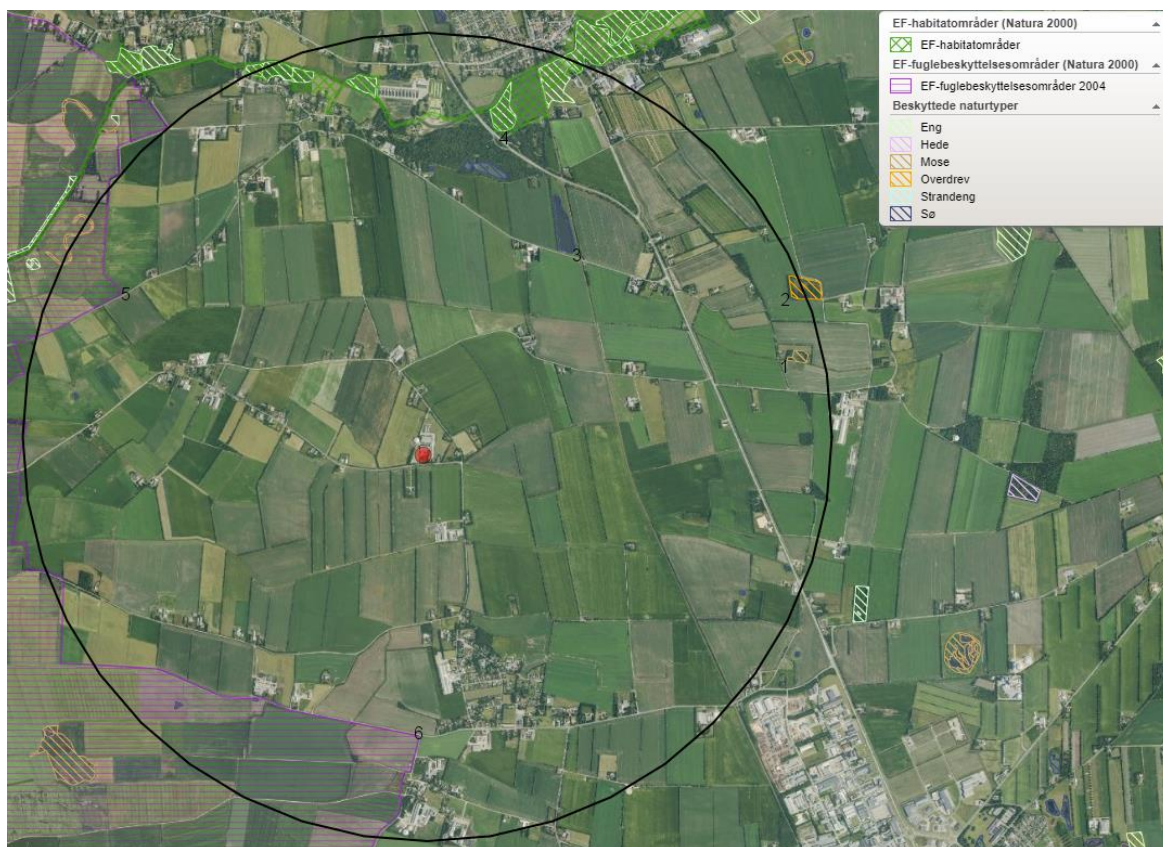 EF-habitatområder (Natura 2000)
EF-habitatområder
EF-fuglebeskyttelsesområder (Natura 2000)
EF-fuglebeskyttelsesområder 2004
Beskyttede naturtyper
Eng
Hede
Mose
Overdrev
Strandeng
Sø
4
3
5
2
1
6